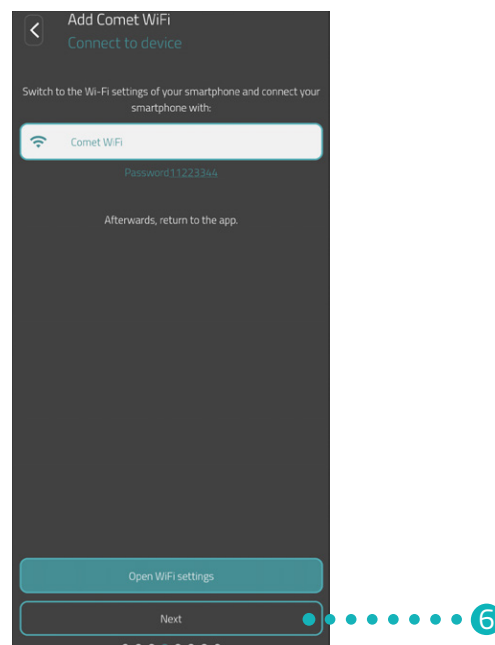 Add Comet WiFi
Connect to device
Switch to the Wi-Fi settings of your smartphone and connect your
smartphone with:
Comet WiFi
Password11223344
Afterwards, return to the app.
Open WiFi settings
Next
6